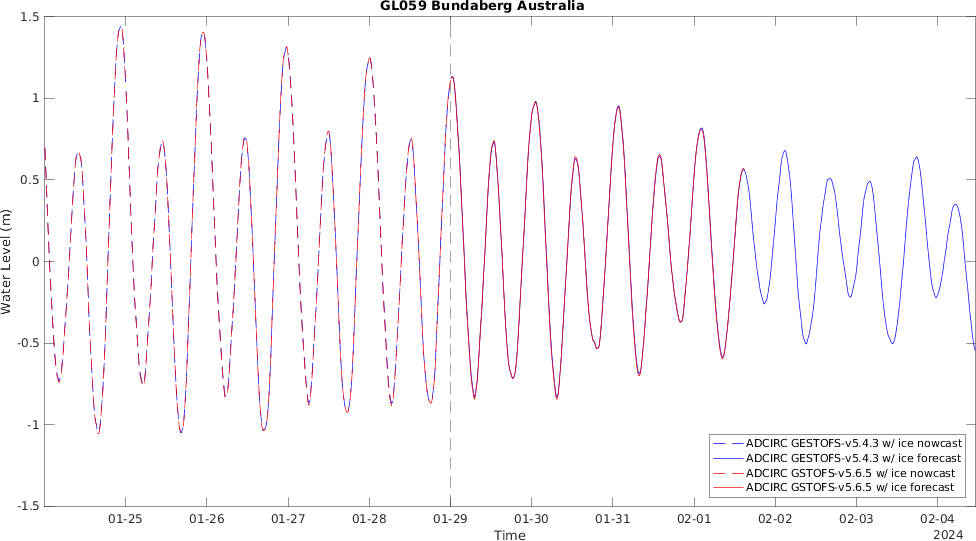 GL059 Bundaberg Australia
1.5
1
0.5
0
-0.5
-1
-1.5
Water Level (m)
ADCIRC GESTOFS-v5.4.3 w/ ice nowcast
ADCIRC GESTOFS-v5.4.3 w/ ice forecast
ADCIRC GSTOFS-v5.6.5 w/ ice nowcast
ADCIRC GSTOFS-v5.6.5 w/ ice forecast
01-25 01-26 01-27 01-28 01-29 01-30 01-31 02-01 02-02 02-03 02-04
Time 2024